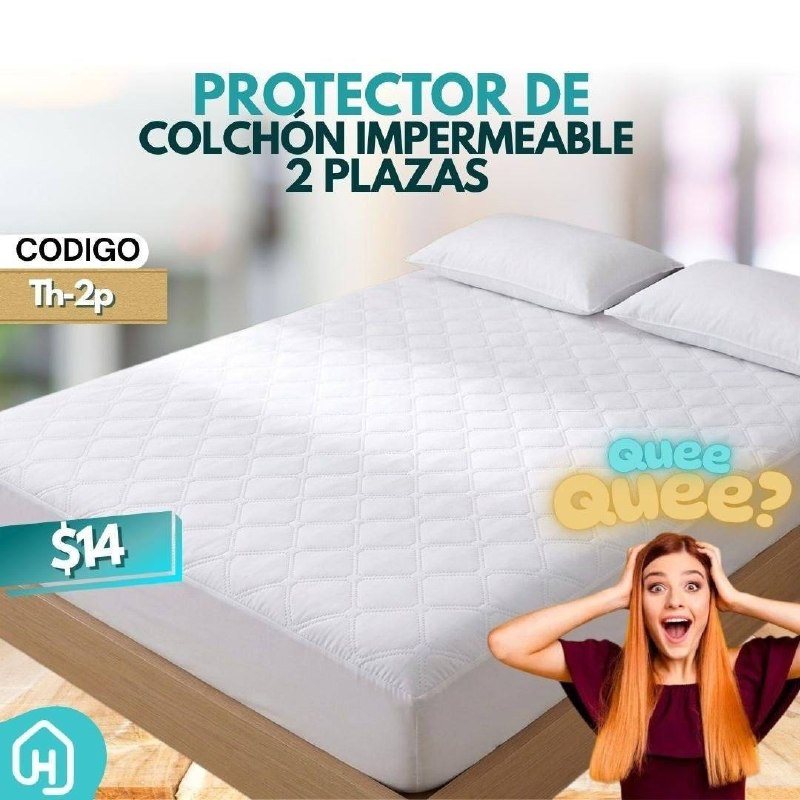 PROTECTOR DE
COLCHÓN IMPERMEABLE
2 PLAZAS
CODIGO
Th-2p
Quee
Quee?
$14